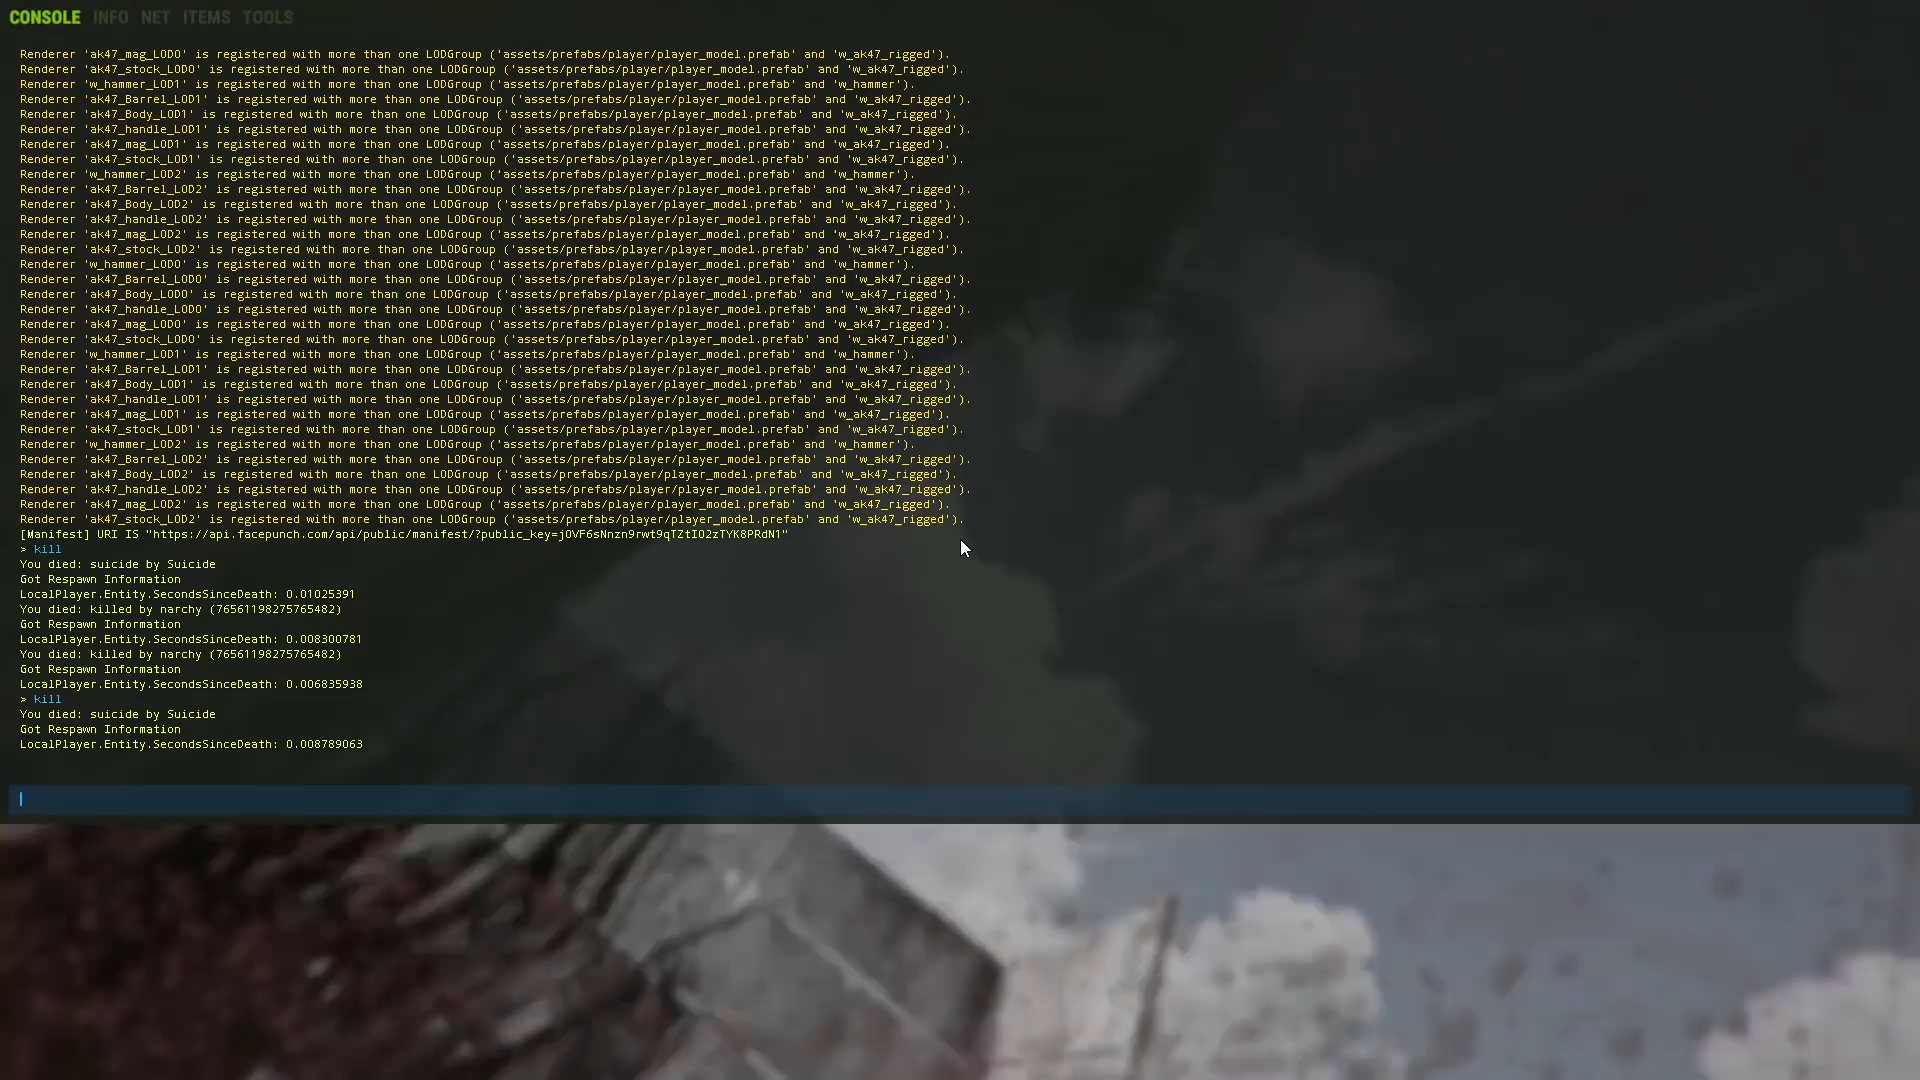 CONSOLE INFO NET ITEMS TOOLS
Renderer 'ak47_mag_LOD0' is registered with more than one LODGroup ('assets/prefabs/player/player_model.prefab' and 'w_ak47_rigged').
Renderer 'ak47_stock_LOD0' is registered with more than one LODGroup ('assets/prefabs/player/player_model.prefab' and 'w_ak47_rigged').
Renderer 'w_hammer_LOD1' is registered with more than one LODGroup ('assets/prefabs/player/player_model.prefab' and 'w_hammer').
Renderer 'ak47_Barrel_LOD1' is registered with more than one LODGroup ('assets/prefabs/player/player_model.prefab' and 'w_ak47_rigged').
Renderer 'ak47_Body_LOD1' is registered with more than one LODGroup ('assets/prefabs/player/player_model.prefab' and 'w_ak47_rigged').
Renderer 'ak47_handle_LOD1' is registered with more than one LODGroup ('assets/prefabs/player/player_model.prefab' and 'w_ak47_rigged').
Renderer 'ak47_mag_LOD1' is registered with more than one LODGroup ('assets/prefabs/player/player_model.prefab' and 'w_ak47_rigged').
Renderer 'ak47_stock_LOD1' is registered with more than one LODGroup ('assets/prefabs/player/player_model.prefab' and 'w_ak47_rigged').
Renderer 'w_hammer_LOD2' is registered with more than one LODGroup ('assets/prefabs/player/player_model.prefab' and 'w_hammer').
Renderer 'ak47_Barrel_LOD2' is registered with more than one LODGroup ('assets/prefabs/player/player_model.prefab' and 'w_ak47_rigged').
Renderer 'ak47_Body_LOD2' is registered with more than one LODGroup ('assets/prefabs/player/player_model.prefab' and 'w_ak47_rigged').
Renderer 'ak47_handle_LOD2' is registered with more than one LODGroup ('assets/prefabs/player/player_model.prefab' and 'w_ak47_rigged').
Renderer 'ak47_mag_LOD2' is registered with more than one LODGroup ('assets/prefabs/player/player_model.prefab' and 'w_ak47_rigged').
Renderer 'ak47_stock_LOD2' is registered with more than one LODGroup ('assets/prefabs/player/player_model.prefab' and 'w_ak47_rigged').
Renderer 'w_hammer_LOD0' is registered with more than one LODGroup ('assets/prefabs/player/player_model.prefab' and 'w_hammer').
Renderer 'ak47_Barrel_LOD0' is registered with more than one LODGroup ('assets/prefabs/player/player_model.prefab' and 'w_ak47_rigged').
Renderer 'ak47_Body_LOD0' is registered with more than one LODGroup ('assets/prefabs/player/player_model.prefab' and 'w_ak47_rigged').
Renderer 'ak47_handle_LOD0' is registered with more than one LODGroup ('assets/prefabs/player/player_model.prefab' and 'w_ak47_rigged').
Renderer 'ak47_mag_LOD0' is registered with more than one LODGroup ('assets/prefabs/player/player_model.prefab' and 'w_ak47_rigged').
Renderer 'ak47_stock_LOD0' is registered with more than one LODGroup ('assets/prefabs/player/player_model.prefab' and 'w_ak47_rigged').
Renderer 'w_hammer_LOD1' is registered with more than one LODGroup ('assets/prefabs/player/player_model.prefab' and 'w_hammer').
Renderer 'ak47_Barrel_LOD1' is registered with more than one LODGroup ('assets/prefabs/player/player_model.prefab' and 'w_ak47_rigged').
Renderer 'ak47_Body_LOD1' is registered with more than one LODGroup ('assets/prefabs/player/player_model.prefab' and 'w_ak47_rigged').
Renderer 'ak47_handle_LOD1' is registered with more than one LODGroup ('assets/prefabs/player/player_model.prefab' and 'w_ak47_rigged').
Renderer 'ak47_mag_LOD1' is registered with more than one LODGroup ('assets/prefabs/player/player_model.prefab' and 'w_ak47_rigged').
Renderer 'ak47_stock_LOD1' is registered with more than one LODGroup ('assets/prefabs/player/player_model.prefab' and 'w_ak47_rigged').
Renderer 'w_hammer_LOD2' is registered with more than one LODGroup ('assets/prefabs/player/player_model.prefab' and 'w_hammer').
Renderer 'ak47_Barrel_LOD2' is registered with more than one LODGroup ('assets/prefabs/player/player_model.prefab' and 'w_ak47_rigged').
Renderer 'ak47_Body_LOD2' is registered with more than one LODGroup ('assets/prefabs/player/player_model.prefab' and 'w_ak47_rigged').
Renderer 'ak47_handle_LOD2' is registered with more than one LODGroup ('assets/prefabs/player/player_model.prefab' and 'w_ak47_rigged').
Renderer 'ak47_mag_LOD2' is registered with more than one LODGroup ('assets/prefabs/player/player_model.prefab' and 'w_ak47_rigged').
Renderer 'ak47_stock_LOD2' is registered with more than one LODGroup ('assets/prefabs/player/player_model.prefab' and 'w_ak47_rigged').
[Manifest] URI IS "https://api.facepunch.com/api/public/manifest/?public_key=jOVF6sNnzn9rwt9qTZtIO2zTYK8PRdN1"
> kill
You died: suicide by Suicide
Got Respawn Information
LocalPlayer.Entity.SecondsSinceDeath: 0.01025391
You died: killed by narchy (76561198275765482)
Got Respawn Information
LocalPlayer.Entity.SecondsSinceDeath: 0.008300781
You died: killed by narchy (76561198275765482)
Got Respawn Information
LocalPlayer.Entity.SecondsSinceDeath: 0.006835938
> kill
You died: suicide by Suicide
Got Respawn Information
LocalPlayer.Entity.SecondsSinceDeath: 0.008789063